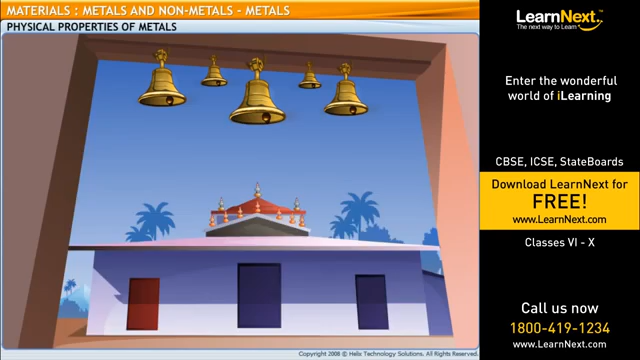 MATERIALS : METALS AND NON-METALS - METALS
PHYSICAL PROPERTIES OF METALS
LearnNext.™
The next way to Learn
Enter the wonderful
world of iLearning
CBSE, ICSE, StateBoards
Download LearnNext for
FREE!
www.LearnNext.com
Classes VI - X
Call us now
1800-419-1234
www.LearnNext.com
Copyright 2008 © Helix Technology Solutions. All Rights Reserved.